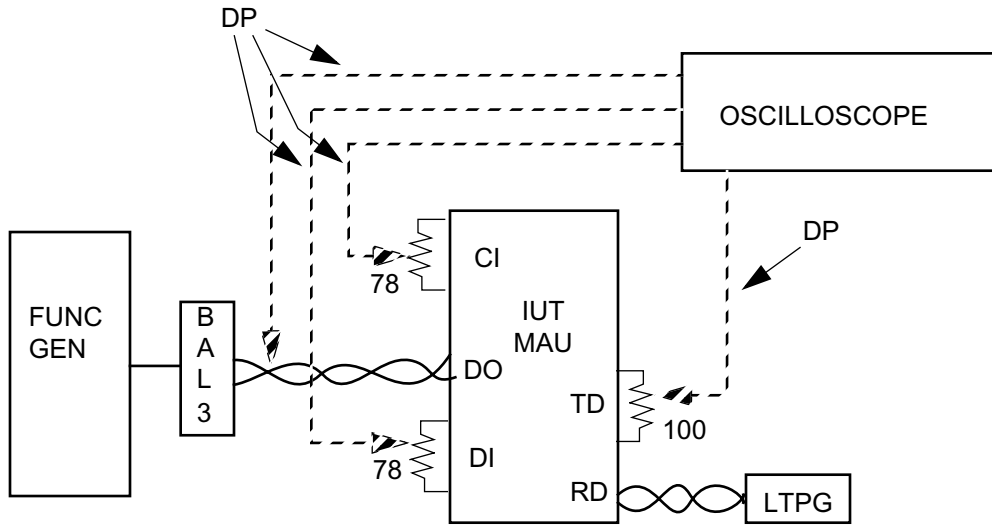 DP
OSCILLOSCOPE
DP
CI
78
FUNC
GEN
B
A
L
3
IUT
MAU
DO
TD
100
DI
78
RD
LTPG